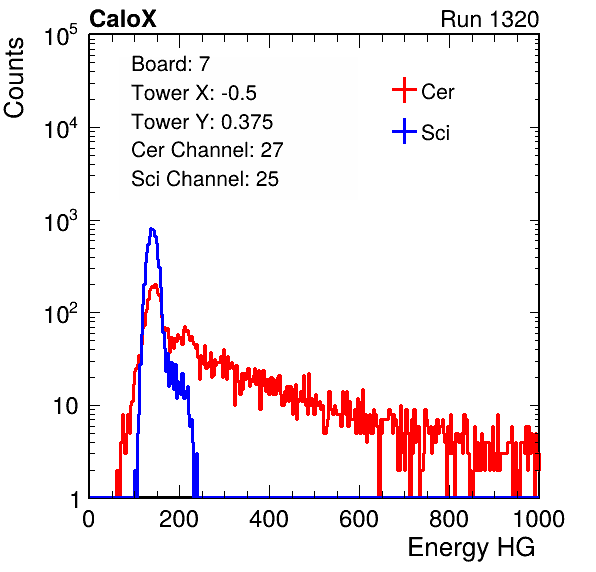 CaloX Run 1320
Counts
10^5
10^4
10^3
10^2
10
1
Board: 7
Tower X: -0.5
Tower Y: 0.375
Cer Channel: 27
Sci Channel: 25
Cer
Sci
0 200 400 600 800 1000
Energy HG